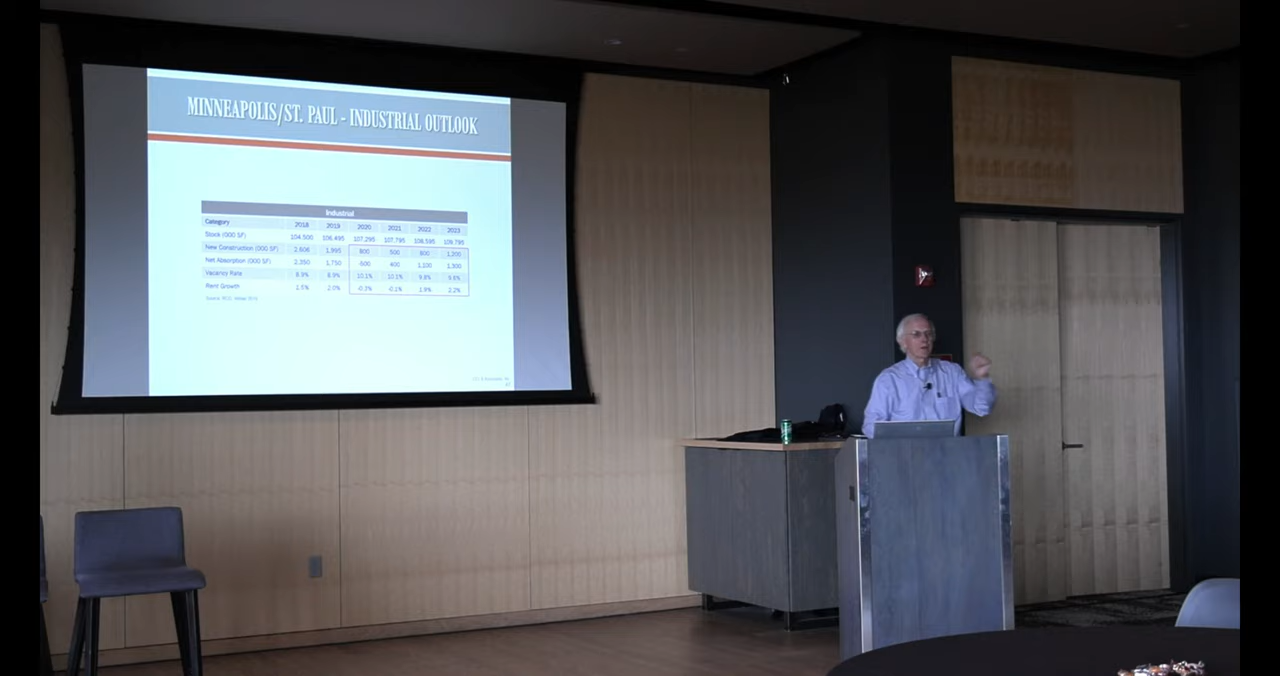 MINNEAPOLIS/ST. PAUL - INDUSTRIAL OUTLOOK
Industrial
Category 2018 2019 2020 2021 2022 2023
Stock (000 SF) 104,500 106,495 107,295 107,795 108,595 109,795
New Construction (000 SF) 2,606 1,995 800 500 800 1,200
Net Absorption (000 SF) 2,350 1,750 -500 400 1,100 1,300
Vacancy Rate 8.9% 8.9% 10.1% 10.1% 9.8% 9.6%
Rent Growth 1.5% 2.0% -0.3% -0.1% 1.9% 2.2%